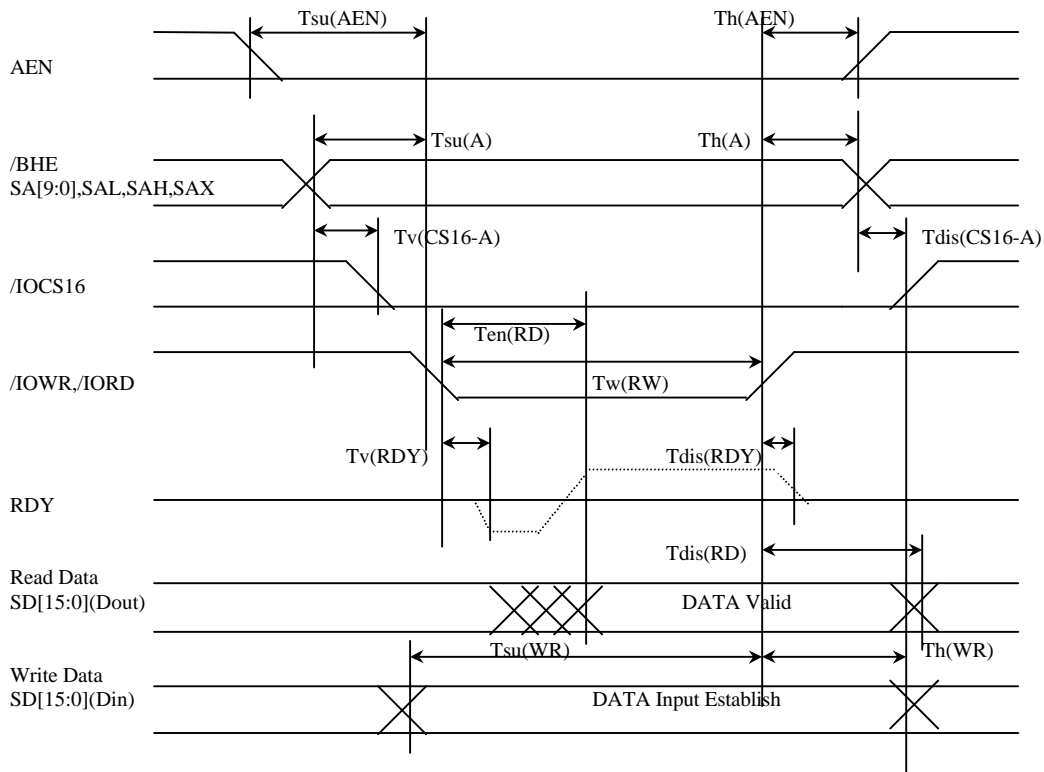 Tsu(AEN)
Th(AEN)
AEN
Tsu(A)
Th(A)
/BHE
SA[9:0],SAL,SAH,SAX
Tv(CS16-A)
Tdis(CS16-A)
/IOCS16
Ten(RD)
/IOWR,/IORD
Tw(RW)
Tv(RDY)
Tdis(RDY)
RDY
Tdis(RD)
Read Data
SD[15:0](Dout)
DATA Valid
Tsu(WR)
Th(WR)
Write Data
SD[15:0](Din)
DATA Input Establish